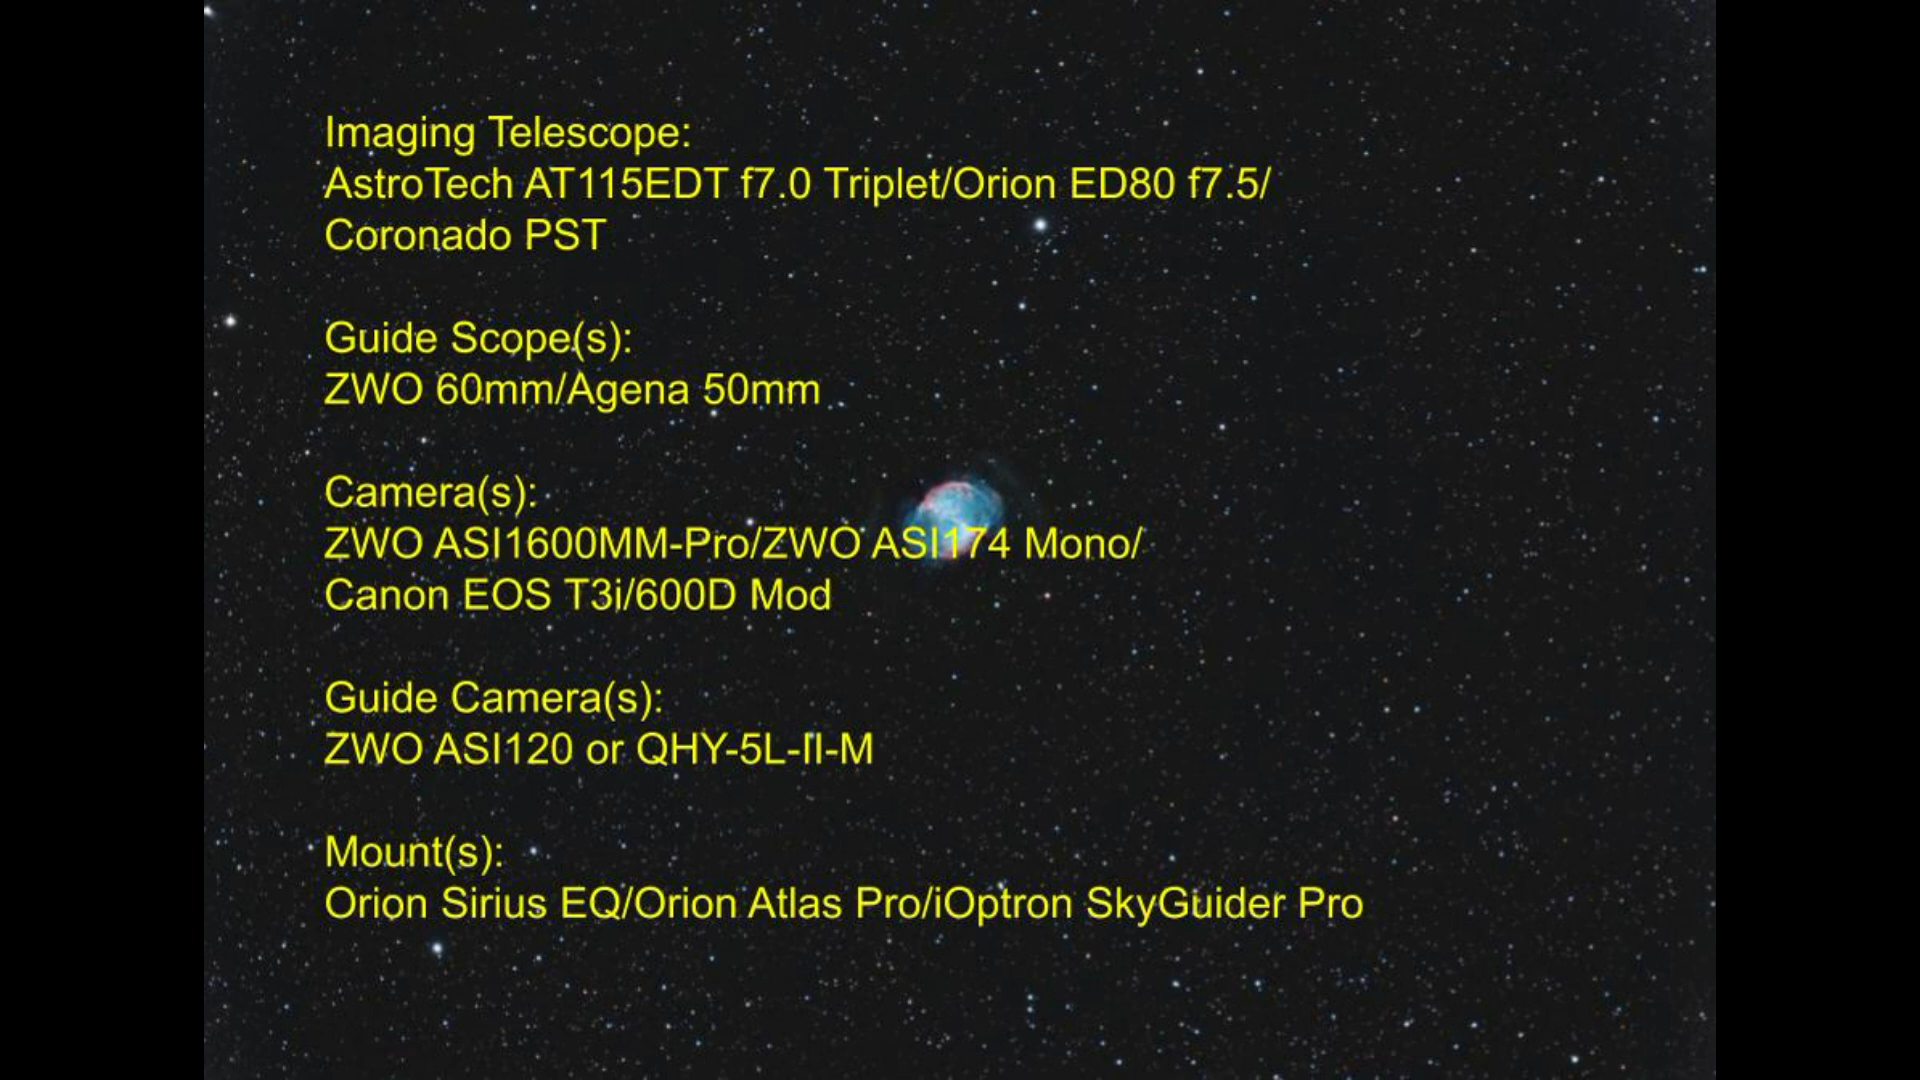 Imaging Telescope:
AstroTech AT115EDT f7.0 Triplet/Orion ED80 f7.5/
Coronado PST
Guide Scope(s):
ZWO 60mm/Agena 50mm
Camera(s):
ZWO ASI1600MM-Pro/ZWO ASI174 Mono/
Canon EOS T3i/600D Mod
Guide Camera(s):
ZWO ASI120 or QHY-5L-II-M
Mount(s):
Orion Sirius EQ/Orion Atlas Pro/iOptron SkyGuider Pro